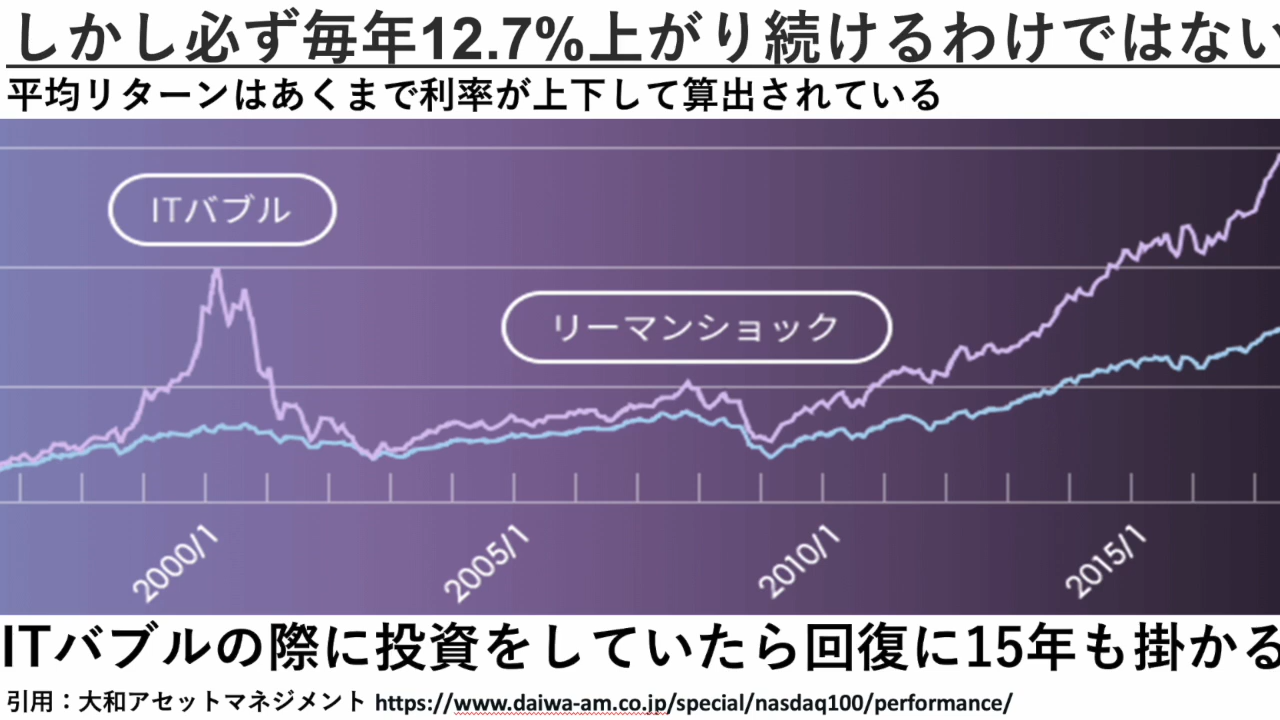 しかし必ず毎年12.7%上がり続けるわけではない
平均リターンはあくまで利率が上下して算出されている
ITバブル
リーマンショック
2000/1
2005/1
2010/1
2015/1
ITバブルの際に投資をしていたら回復に15年も掛かる
引用：大和アセットマネジメント https://www.daiwa-am.co.jp/special/nasdaq100/performance/